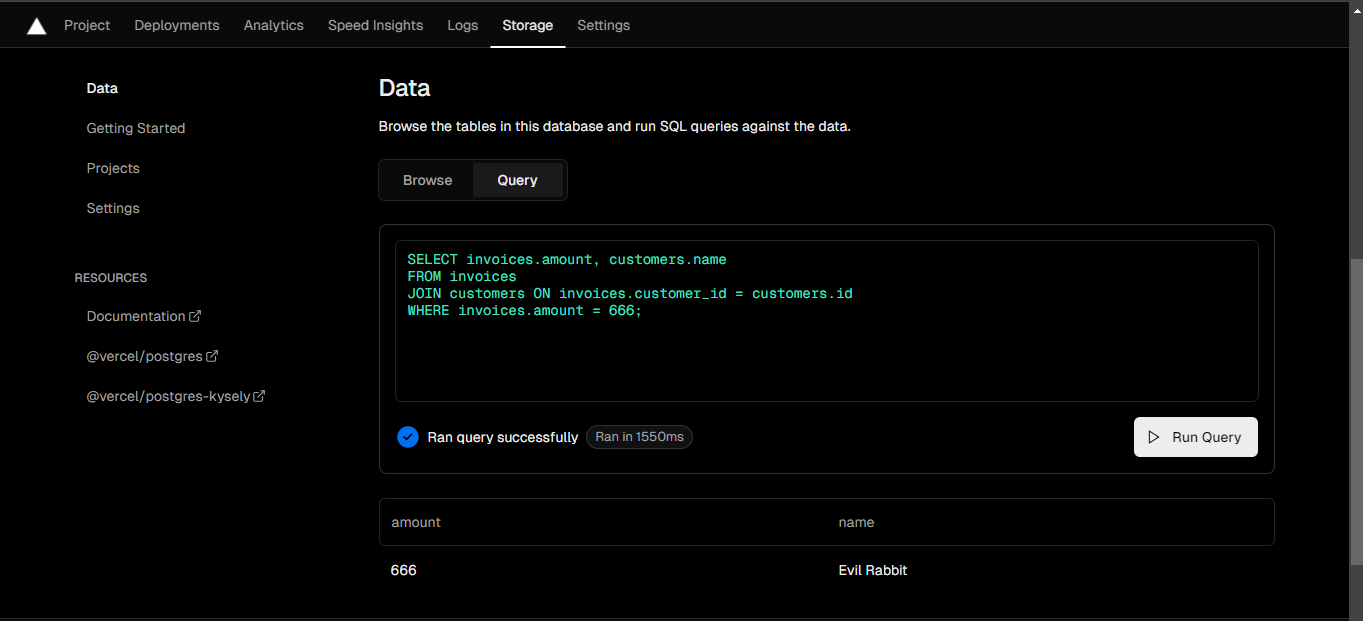 Project Deployments Analytics Speed Insights Logs Storage Settings
Data
Getting Started
Projects
Settings
RESOURCES
Documentation
@vercel/postgres
@vercel/postgres-kysely
Data
Browse the tables in this database and run SQL queries against the data.
Browse Query
SELECT invoices.amount, customers.name
FROM invoices
JOIN customers ON invoices.customer_id = customers.id
WHERE invoices.amount = 666;
Ran query successfully Ran in 1550ms Run Query
amount name
666 Evil Rabbit